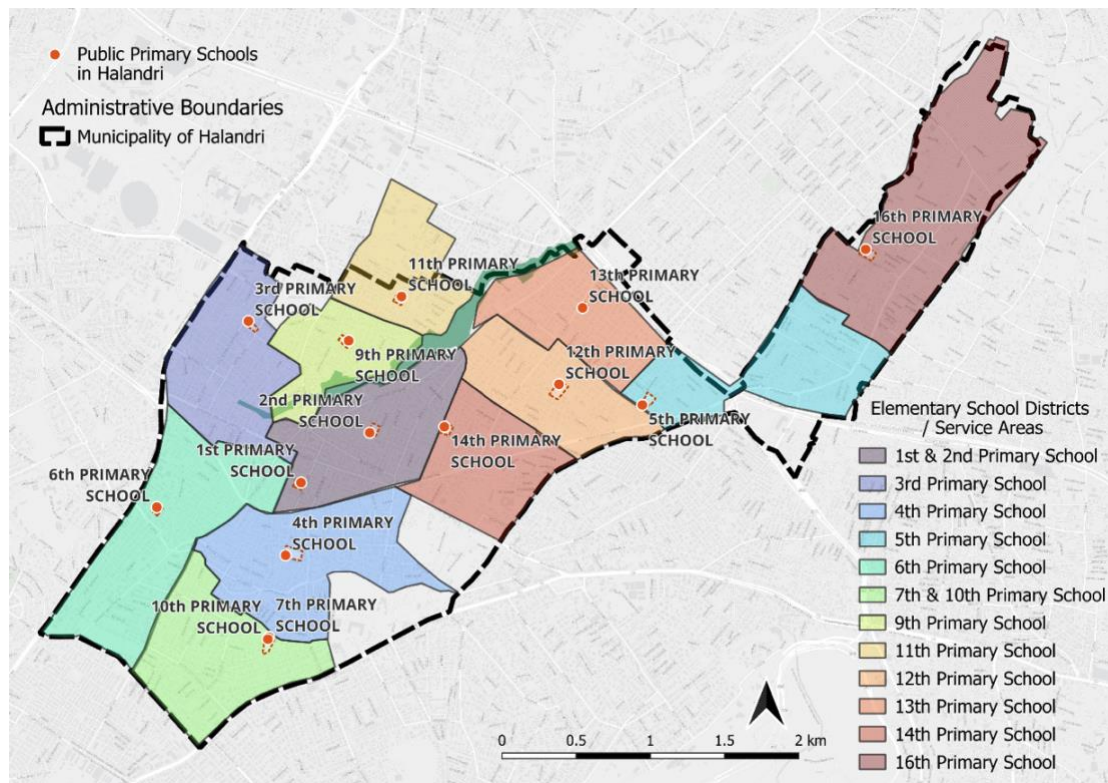 Public Primary Schools
in Halandri
Administrative Boundaries
Municipality of Halandri
16th PRIMARY
SCHOOL
11th PRIMARY
SCHOOL
13th PRIMARY
SCHOOL
3rd PRIMARY
SCHOOL
9th PRIMARY
SCHOOL
12th PRIMARY
SCHOOL
2nd PRIMARY
SCHOOL
5th PRIMARY
SCHOOL
14th PRIMARY
SCHOOL
1st PRIMARY
SCHOOL
6th PRIMARY
SCHOOL
4th PRIMARY
SCHOOL
10th PRIMARY
SCHOOL
7th PRIMARY
SCHOOL
Elementary School Districts
/ Service Areas
1st & 2nd Primary School
3rd Primary School
4th Primary School
5th Primary School
6th Primary School
7th & 10th Primary School
9th Primary School
11th Primary School
12th Primary School
13th Primary School
14th Primary School
16th Primary School
0 0.5 1 1.5 2 km